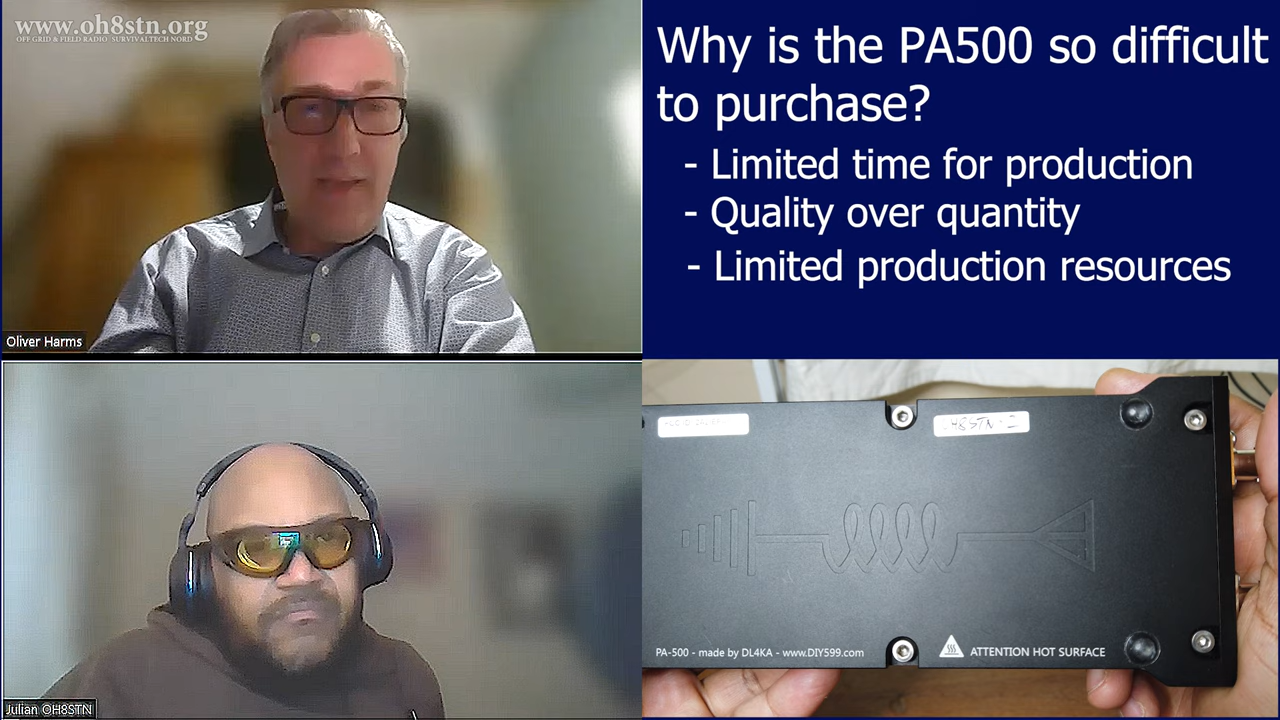 www.oh8stn.org
OFF GRID & FIELD RADIO SURVIVALTECH NORD
Oliver Harms
Why is the PA500 so difficult
to purchase?
- Limited time for production
- Quality over quantity
- Limited production resources
Julian OH8STN
PA-500 - made by DL4KA - www.DIY599.com
ATTENTION HOT SURFACE